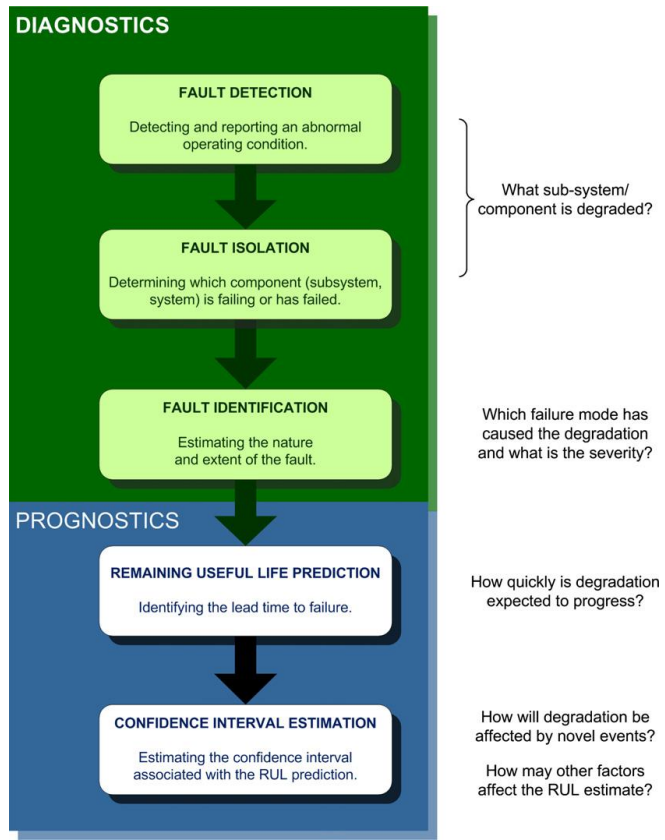 DIAGNOSTICS
FAULT DETECTION
Detecting and reporting an abnormal
operating condition.
What sub-system/
component is degraded?
FAULT ISOLATION
Determining which component (subsystem,
system) is failing or has failed.
FAULT IDENTIFICATION
Estimating the nature
and extent of the fault.
Which failure mode has
caused the degradation
and what is the severity?
PROGNOSTICS
REMAINING USEFUL LIFE PREDICTION
Identifying the lead time to failure.
How quickly is degradation
expected to progress?
CONFIDENCE INTERVAL ESTIMATION
Estimating the confidence interval
associated with the RUL prediction.
How will degradation be
affected by novel events?
How may other factors
affect the RUL estimate?